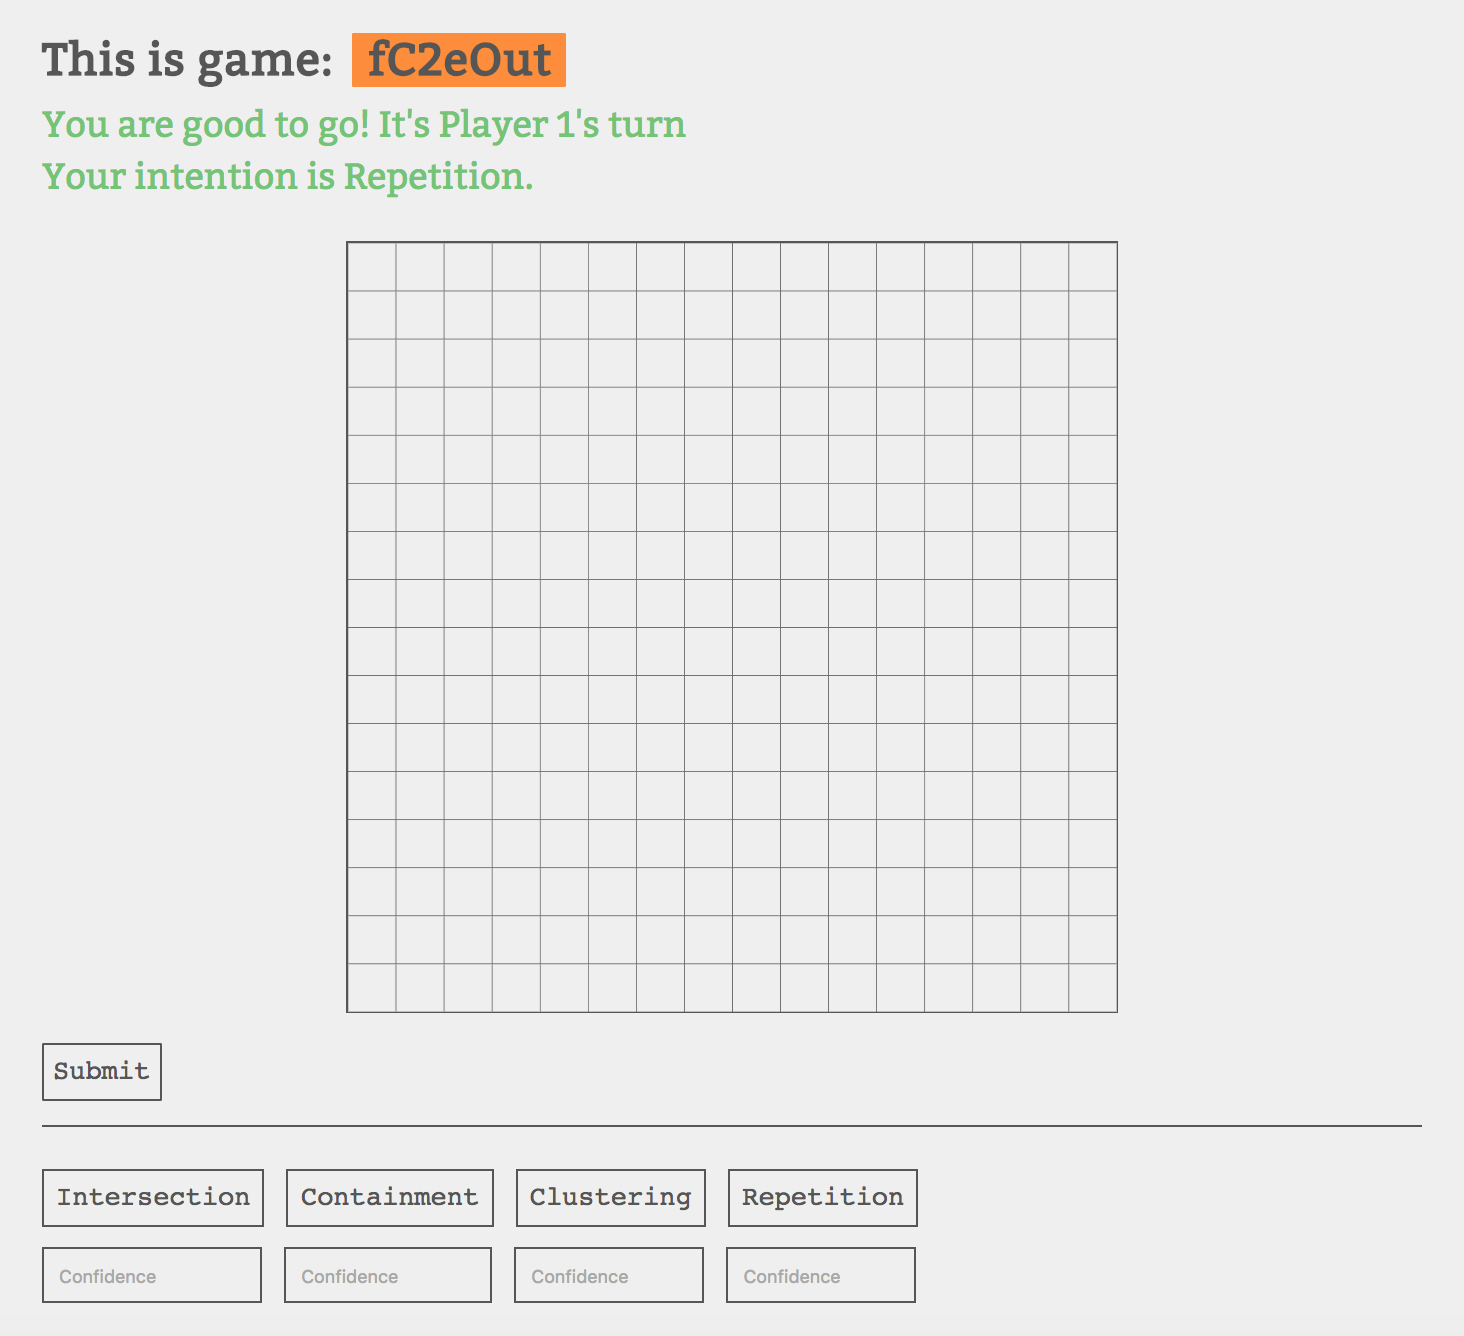 This is game: fC2eOut
You are good to go! It's Player 1's turn
Your intention is Repetition.
Submit
Intersection Containment Clustering Repetition
Confidence Confidence Confidence Confidence